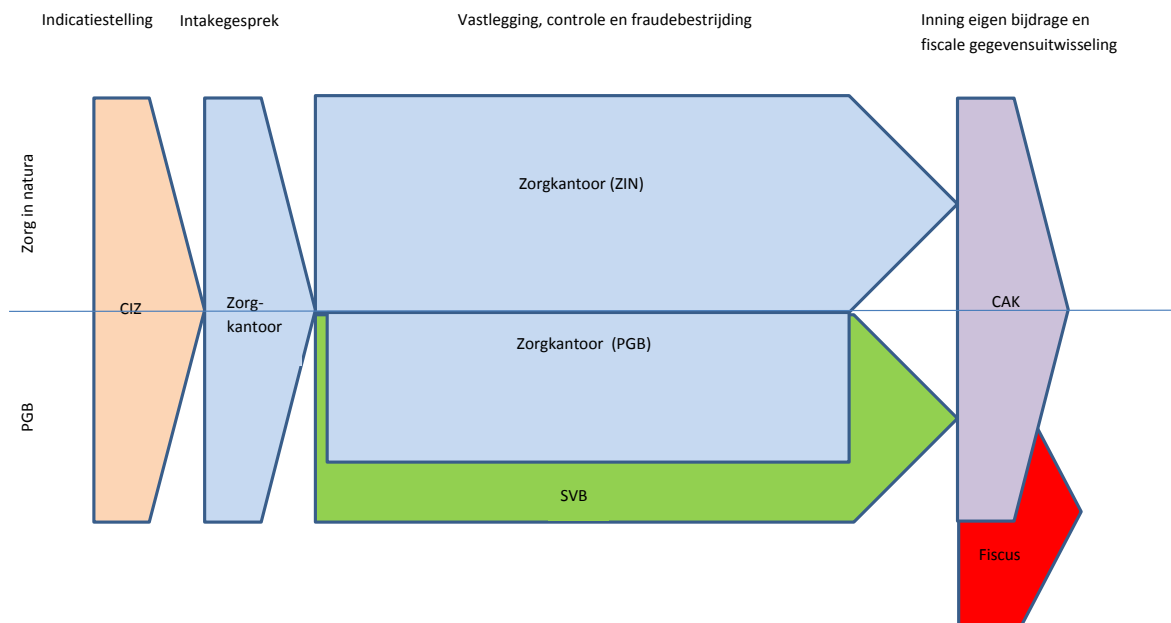 Indicatiestelling
Intakegesprek
Vastlegging, controle en fraudebestrijding
Inning eigen bijdrage en
fiscale gegevensuitwisseling
Zorg in natura
Zorgkantoor (ZIN)
CIZ
Zorg-
kantoor
CAK
Zorgkantoor (PGB)
PGB
SVB
Fiscus